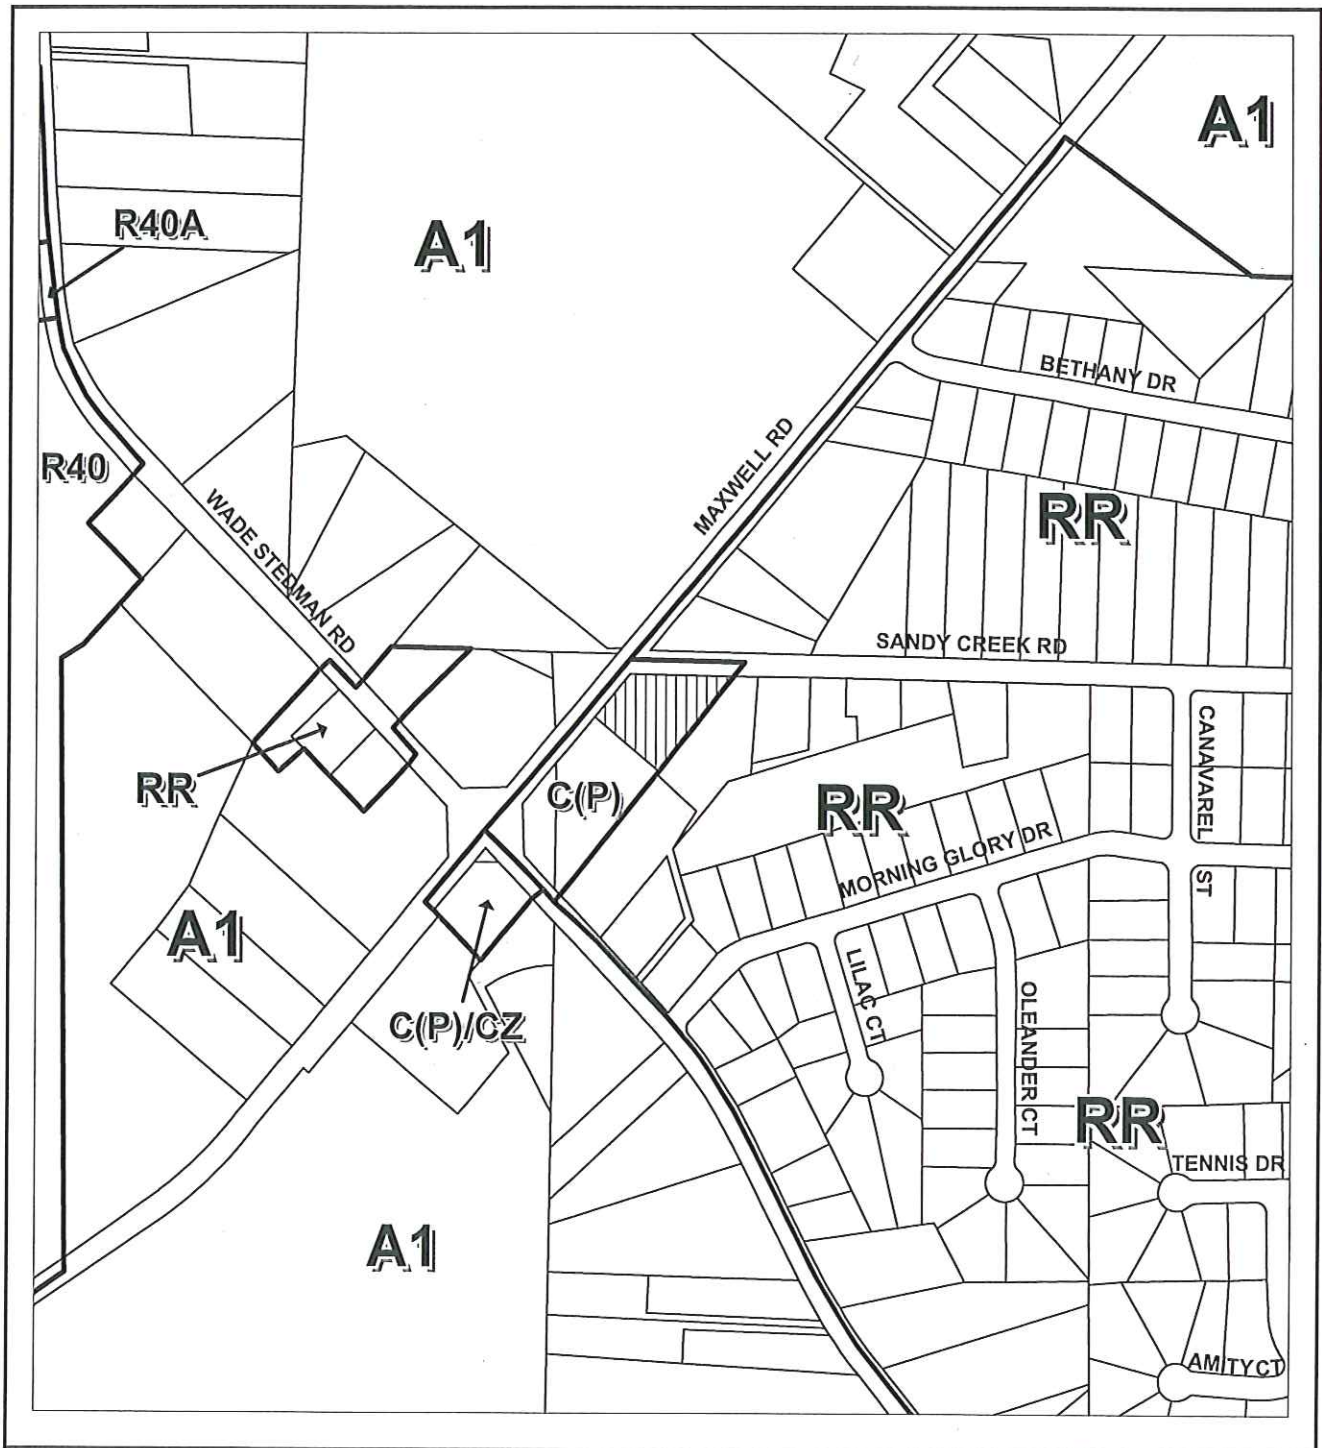 A1
R40A
A1
BETHANY DR
R40
MAXWELL RD
RR
WADE STEDMAN RD
SANDY CREEK RD
CANAVAREL ST
RR
C(P)
RR
MORNING GLORY DR
A1
LILAC CT
OLEANDER CT
C(P)/CZ
RR
TENNIS DR
A1
AMITY CT